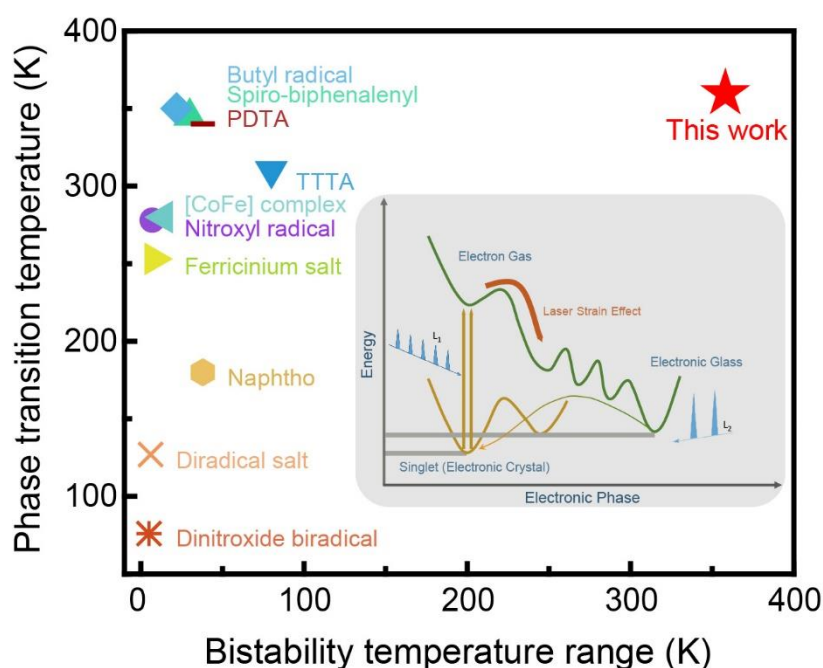 400
300
200
100
Phase transition temperature (K)
Butyl radical
Spiro-biphenalenyl
PDTA
This work
TTTA
[CoFe] complex
Nitroxyl radical
Ferricinium salt
Naphtho
Diradical salt
Dinitroxide biradical
Energy
Electron Gas
Laser Strain Effect
L1
Electronic Glass
L2
Singlet (Electronic Crystal)
Electronic Phase
0
100
200
300
400
Bistability temperature range (K)